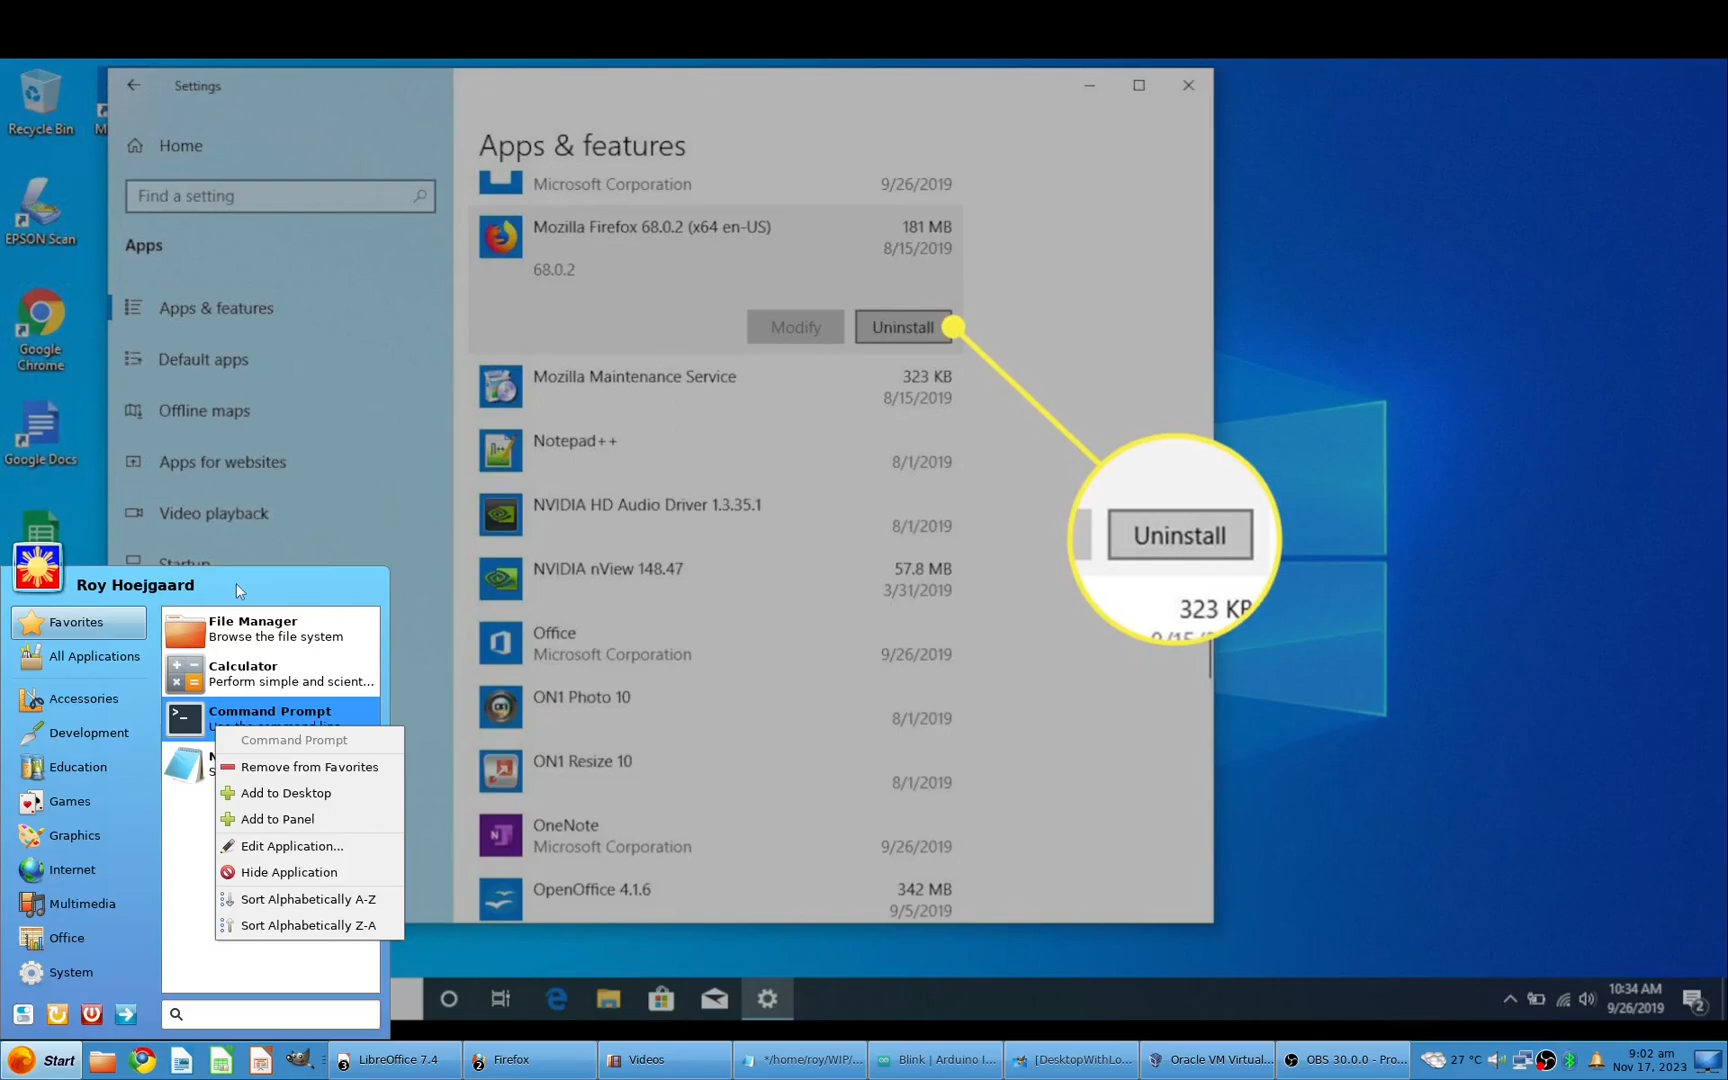 Recycle Bin
EPSON Scan
Google
Chrome
Google Docs
Settings
Home
Find a setting
Apps
Apps & features
Default apps
Offline maps
Apps for websites
Video playback
Startup
Apps & features
Microsoft Corporation 9/26/2019
Mozilla Firefox 68.0.2 (x64 en-US) 181 MB
8/15/2019
68.0.2
Modify Uninstall
Mozilla Maintenance Service 323 KB
8/15/2019
Notepad++
8/1/2019
NVIDIA HD Audio Driver 1.3.35.1
8/1/2019
NVIDIA nView 148.47 57.8 MB
3/31/2019
Office
Microsoft Corporation 9/26/2019
ON1 Photo 10
8/1/2019
ON1 Resize 10
8/1/2019
OneNote
Microsoft Corporation 9/26/2019
OpenOffice 4.1.6 342 MB
9/5/2019
Uninstall
323 KB
Roy Hoejgaard
Favorites
All Applications
Accessories
Development
Education
Games
Graphics
Internet
Multimedia
Office
System
File Manager
Browse the file system
Calculator
Perform simple and scient...
Command Prompt
Command Prompt
Remove from Favorites
Add to Desktop
Add to Panel
Edit Application...
Hide Application
Sort Alphabetically A-Z
Sort Alphabetically Z-A
10:34 AM
9/26/2019
2
Start
3 LibreOffice 7.4
2 Firefox
Videos
*/home/roy/WIP/...
Blink | Arduino I...
[DesktopWithLo...
Oracle VM Virtual...
OBS 30.0.0 - Pro...
27 °C
9:02 am
Nov 17, 2023